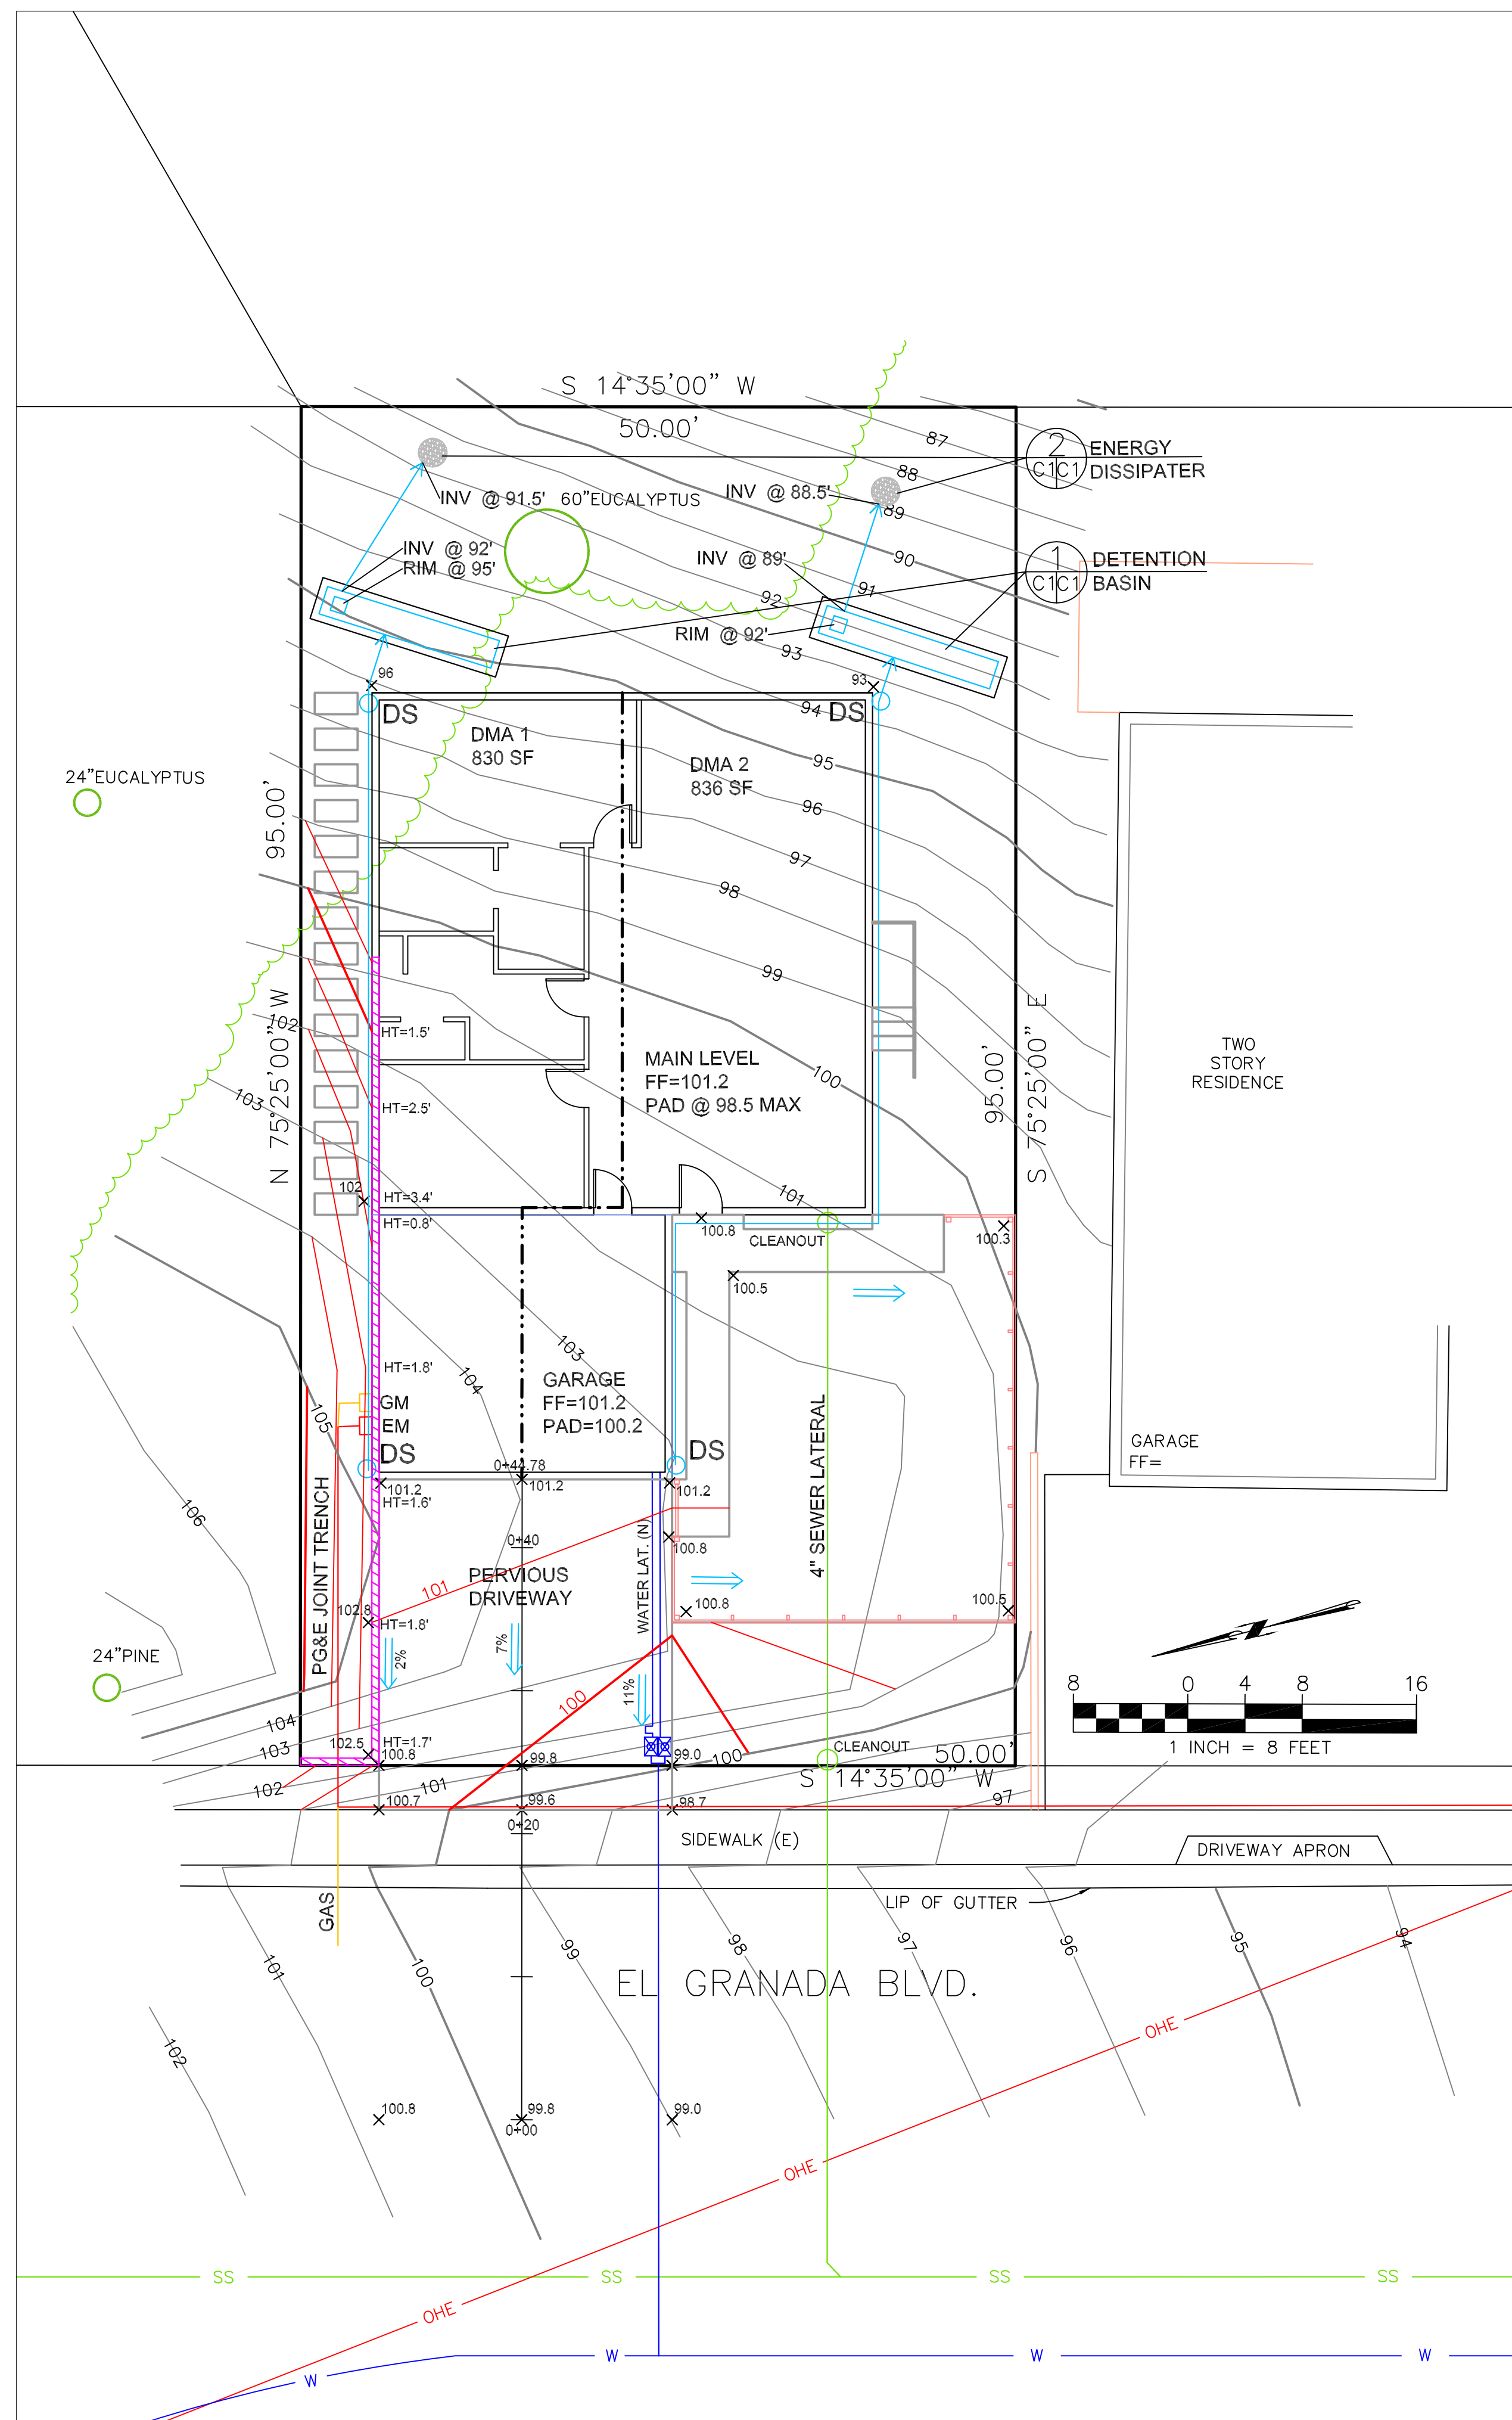 S 14°35'00" W
50.00'
87
88
89
90
91
92
93
94
95
96
97
98
99
100
101
2
C1 C1
ENERGY
DISSIPATER
INV @ 91.5'
60"EUCALYPTUS
INV @ 88.5'
INV @ 92'
RIM @ 95'
INV @ 89'
1
C1 C1
DETENTION
BASIN
RIM @ 92'
96
93
DS
DS
DMA 1
830 SF
DMA 2
836 SF
24"EUCALYPTUS
95.00'
N 75°25'00" W
102
103
HT=1.5'
HT=2.5'
HT=3.4'
HT=0.8'
102
MAIN LEVEL
FF=101.2
PAD @ 98.5 MAX
95.00'
S 75°25'00" E
TWO
STORY
RESIDENCE
100.8
CLEANOUT
100.3
100.5
103
104
105
106
HT=1.8'
GM
EM
DS
GARAGE
FF=101.2
PAD=100.2
DS
0+44.78
101.2
101.2
101.2
HT=1.6'
4" SEWER LATERAL
GARAGE
FF=
PG&E JOINT TRENCH
0+40
WATER LAT. (N)
100.8
PERVIOUS
DRIVEWAY
101
102.8
HT=1.8'
100.8
100.5
2%
7%
11%
24"PINE
100
104
103
102
101
102.5
HT=1.7'
100.8
99.8
99.0
100
CLEANOUT
50.00'
S 14°35'00" W
97
8 0 4 8 16
1 INCH = 8 FEET
100.7
99.6
98.7
0+20
SIDEWALK (E)
DRIVEWAY APRON
LIP OF GUTTER
GAS
101
100
99
98
97
96
95
94
EL GRANADA BLVD.
102
OHE
100.8
99.8
99.0
0+00
OHE
SS SS SS SS
OHE
W W W W